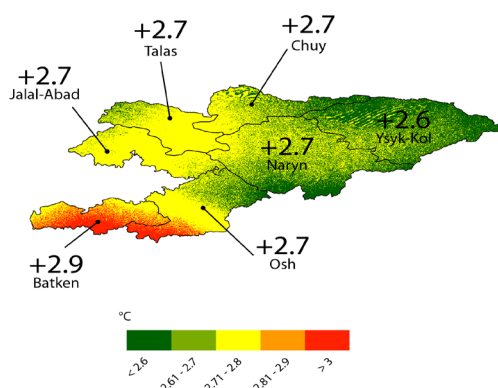 +2.7
Talas
+2.7
Chuy
+2.7
Jalal-Abad
+2.6
Ysyk-Kol
+2.7
Naryn
+2.7
Osh
+2.9
Batken
°C
< 2.6
2.61 - 2.7
2.71 - 2.8
2.81 - 2.9
> 3